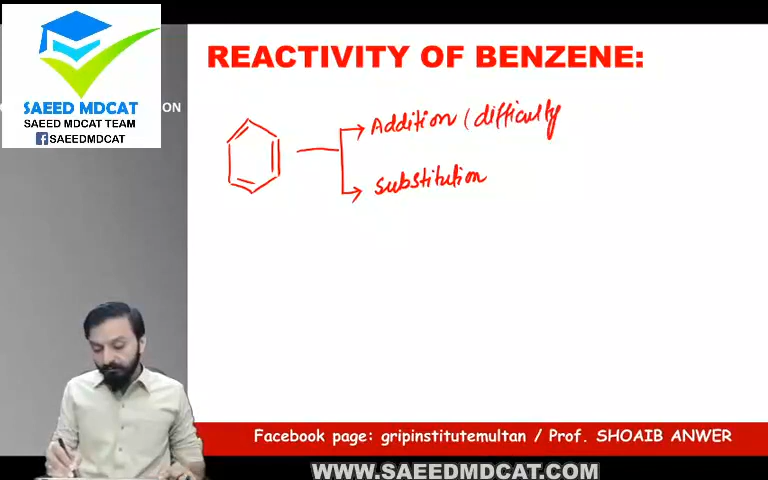 REACTIVITY OF BENZENE:
SAEED MDCAT
SAEED MDCAT TEAM
SAEEDMDCAT
ON
Addition (difficulty
substitution
Facebook page: gripinstitutemultan / Prof. SHOAIB ANWER
WWW.SAEEDMDCAT.COM